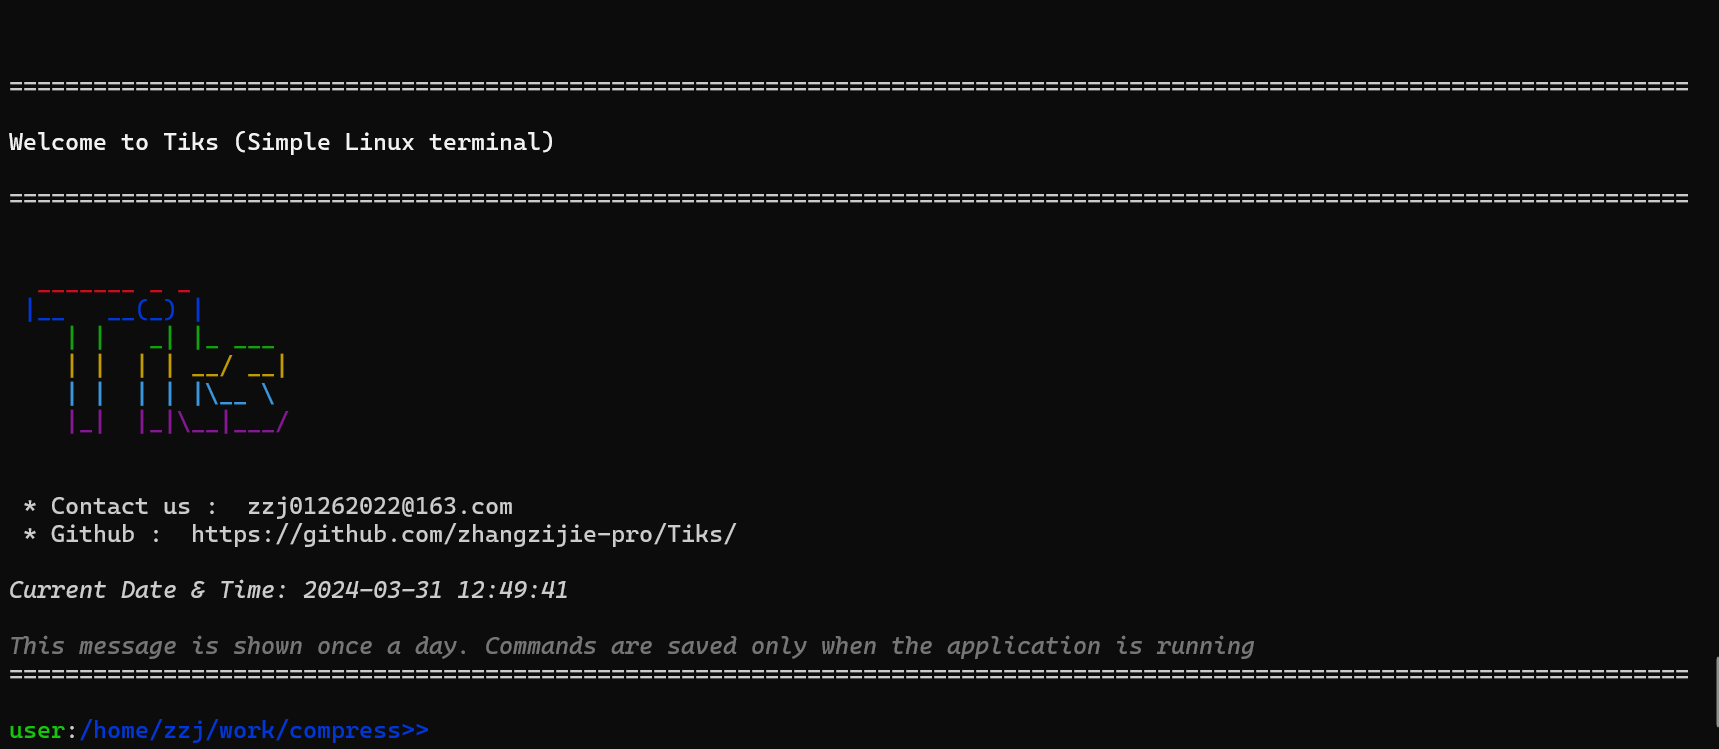 ========================================================================================================================
Welcome to Tiks (Simple Linux terminal)
========================================================================================================================
  _______ _ _
 |__   __(_) |
    | |   _| |_ ___
    | |  | | __/ __|
    | |  | | |\__ \
    |_|  |_|\__|___/
 * Contact us :  zzj01262022@163.com
 * Github :  https://github.com/zhangzijie-pro/Tiks/
Current Date & Time: 2024-03-31 12:49:41
This message is shown once a day. Commands are saved only when the application is running
========================================================================================================================
user:/home/zzj/work/compress>>